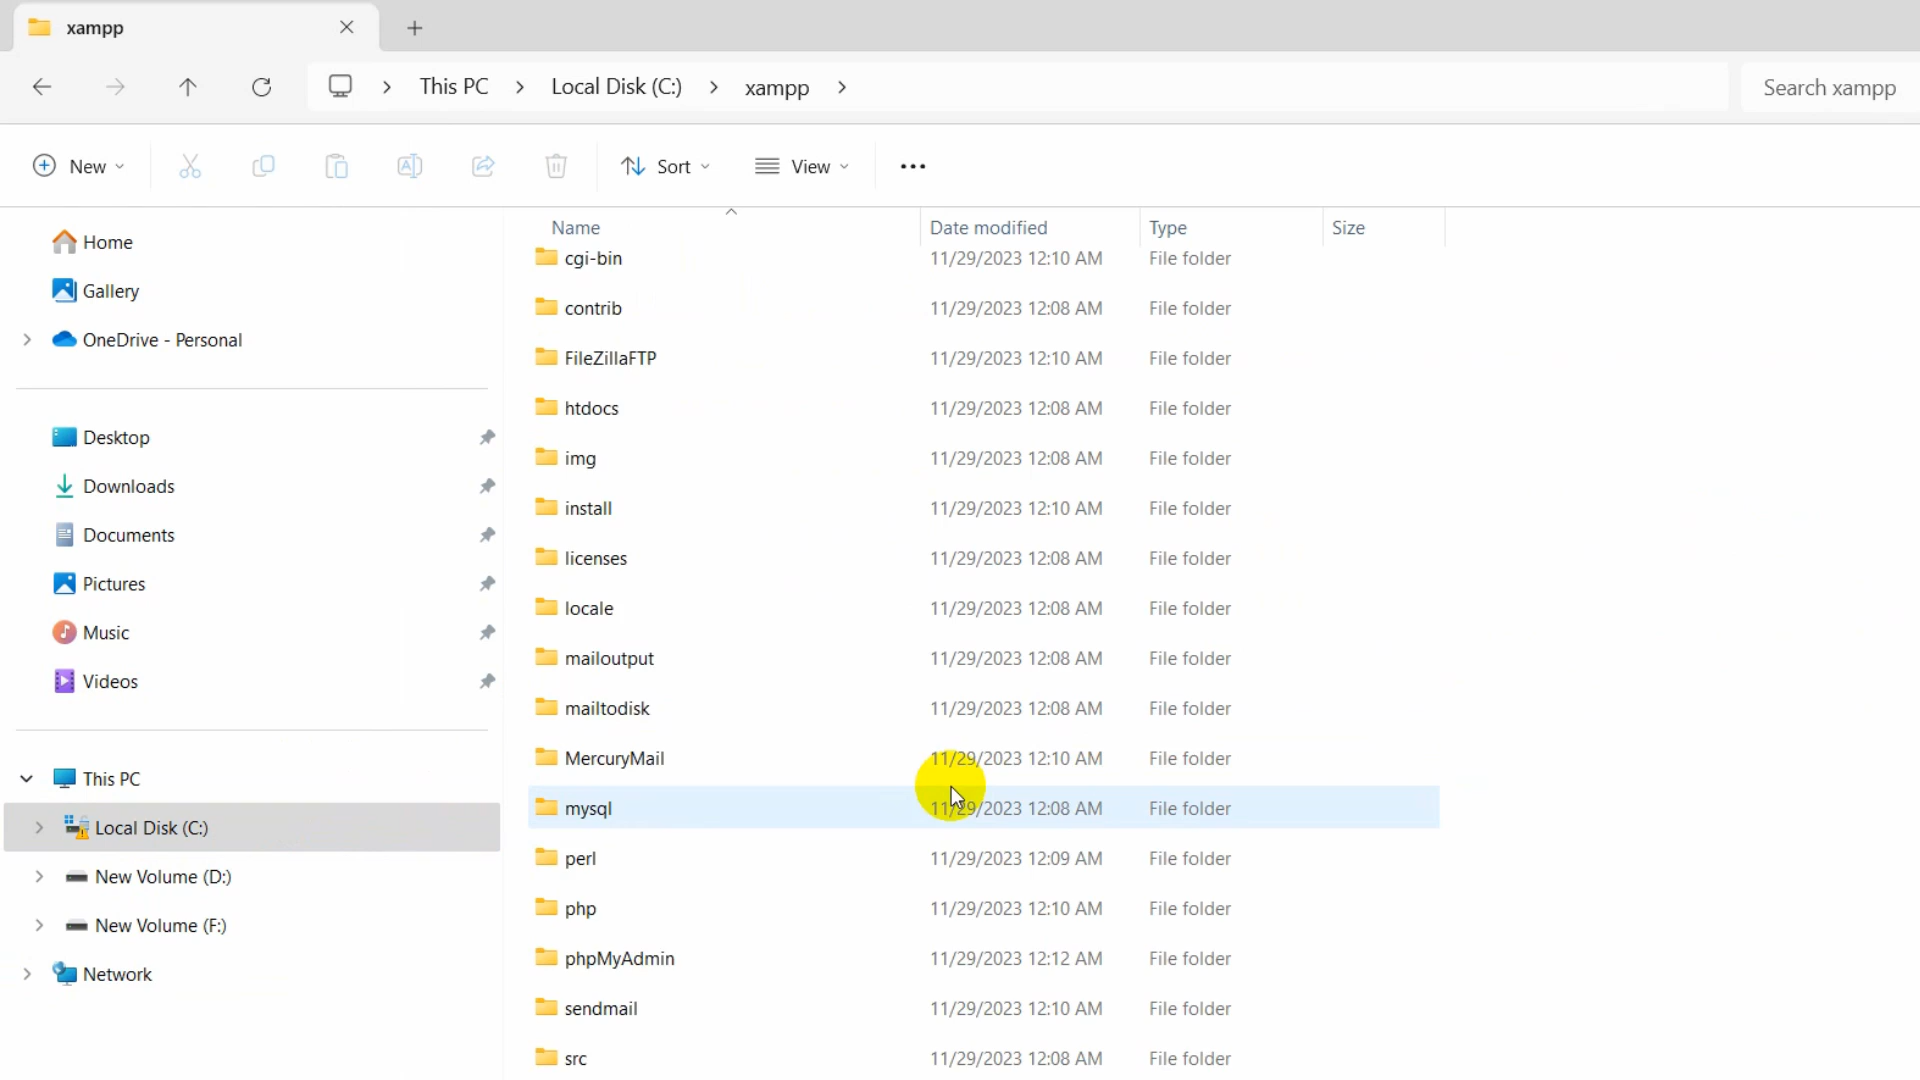 xampp
This PC > Local Disk (C:) > xampp >
Search xampp
New
Sort
View
Home
Gallery
OneDrive - Personal
Desktop
Downloads
Documents
Pictures
Music
Videos
This PC
Local Disk (C:)
New Volume (D:)
New Volume (F:)
Network
Name Date modified Type Size
cgi-bin 11/29/2023 12:10 AM File folder
contrib 11/29/2023 12:08 AM File folder
FileZillaFTP 11/29/2023 12:10 AM File folder
htdocs 11/29/2023 12:08 AM File folder
img 11/29/2023 12:08 AM File folder
install 11/29/2023 12:10 AM File folder
licenses 11/29/2023 12:08 AM File folder
locale 11/29/2023 12:08 AM File folder
mailoutput 11/29/2023 12:08 AM File folder
mailtodisk 11/29/2023 12:08 AM File folder
MercuryMail 11/29/2023 12:10 AM File folder
mysql 11/29/2023 12:08 AM File folder
perl 11/29/2023 12:09 AM File folder
php 11/29/2023 12:10 AM File folder
phpMyAdmin 11/29/2023 12:12 AM File folder
sendmail 11/29/2023 12:10 AM File folder
src 11/29/2023 12:08 AM File folder